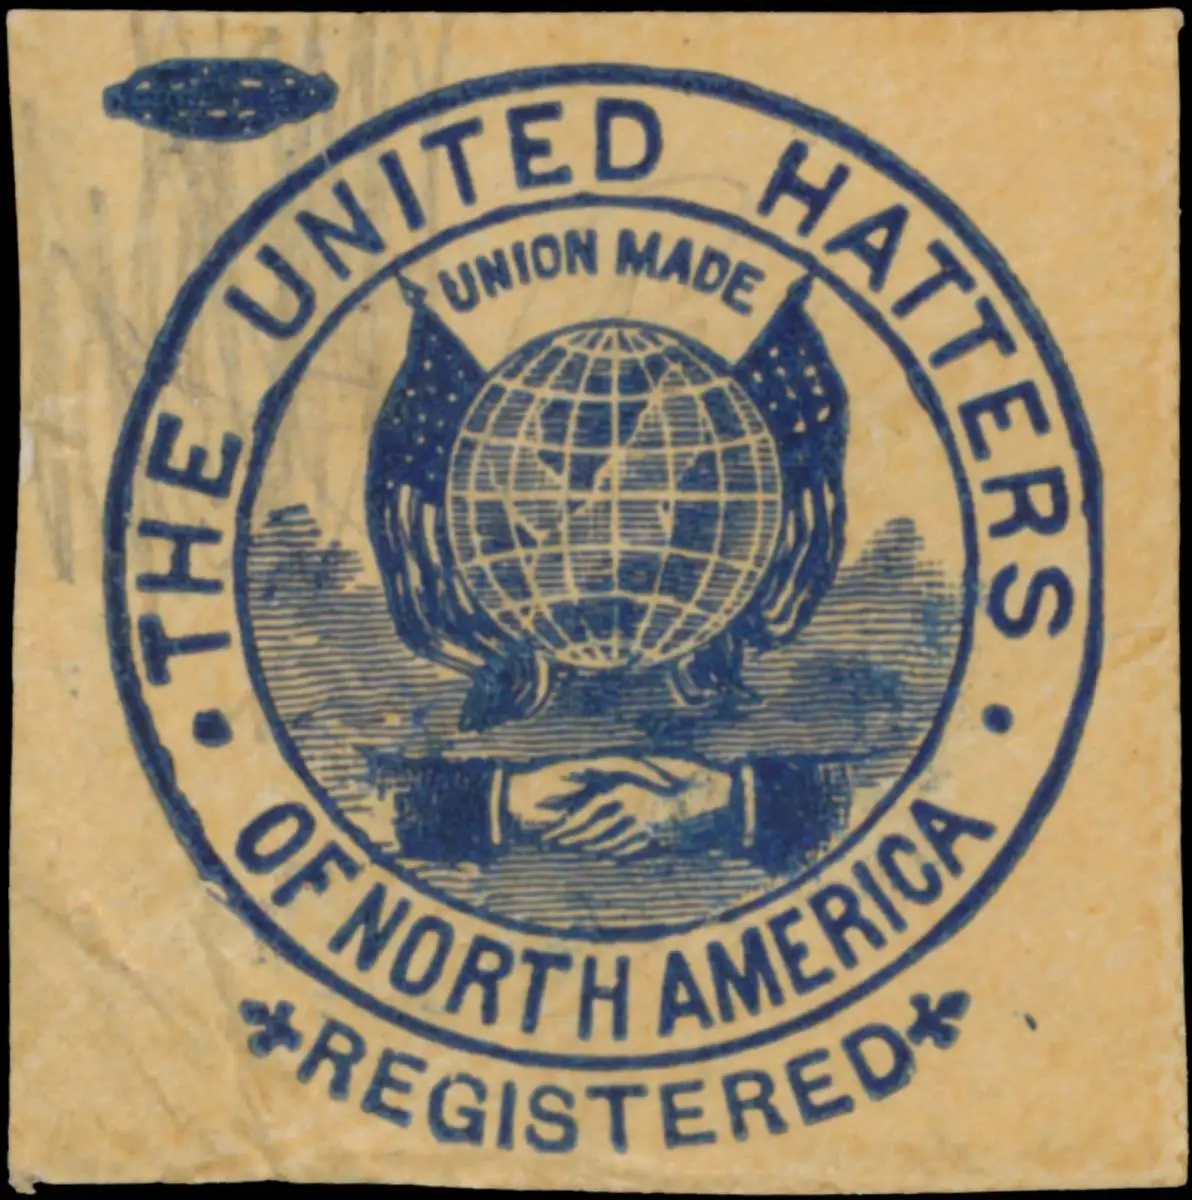 THE UNITED HATTERS
UNION MADE
• OF NORTH AMERICA •
REGISTERED